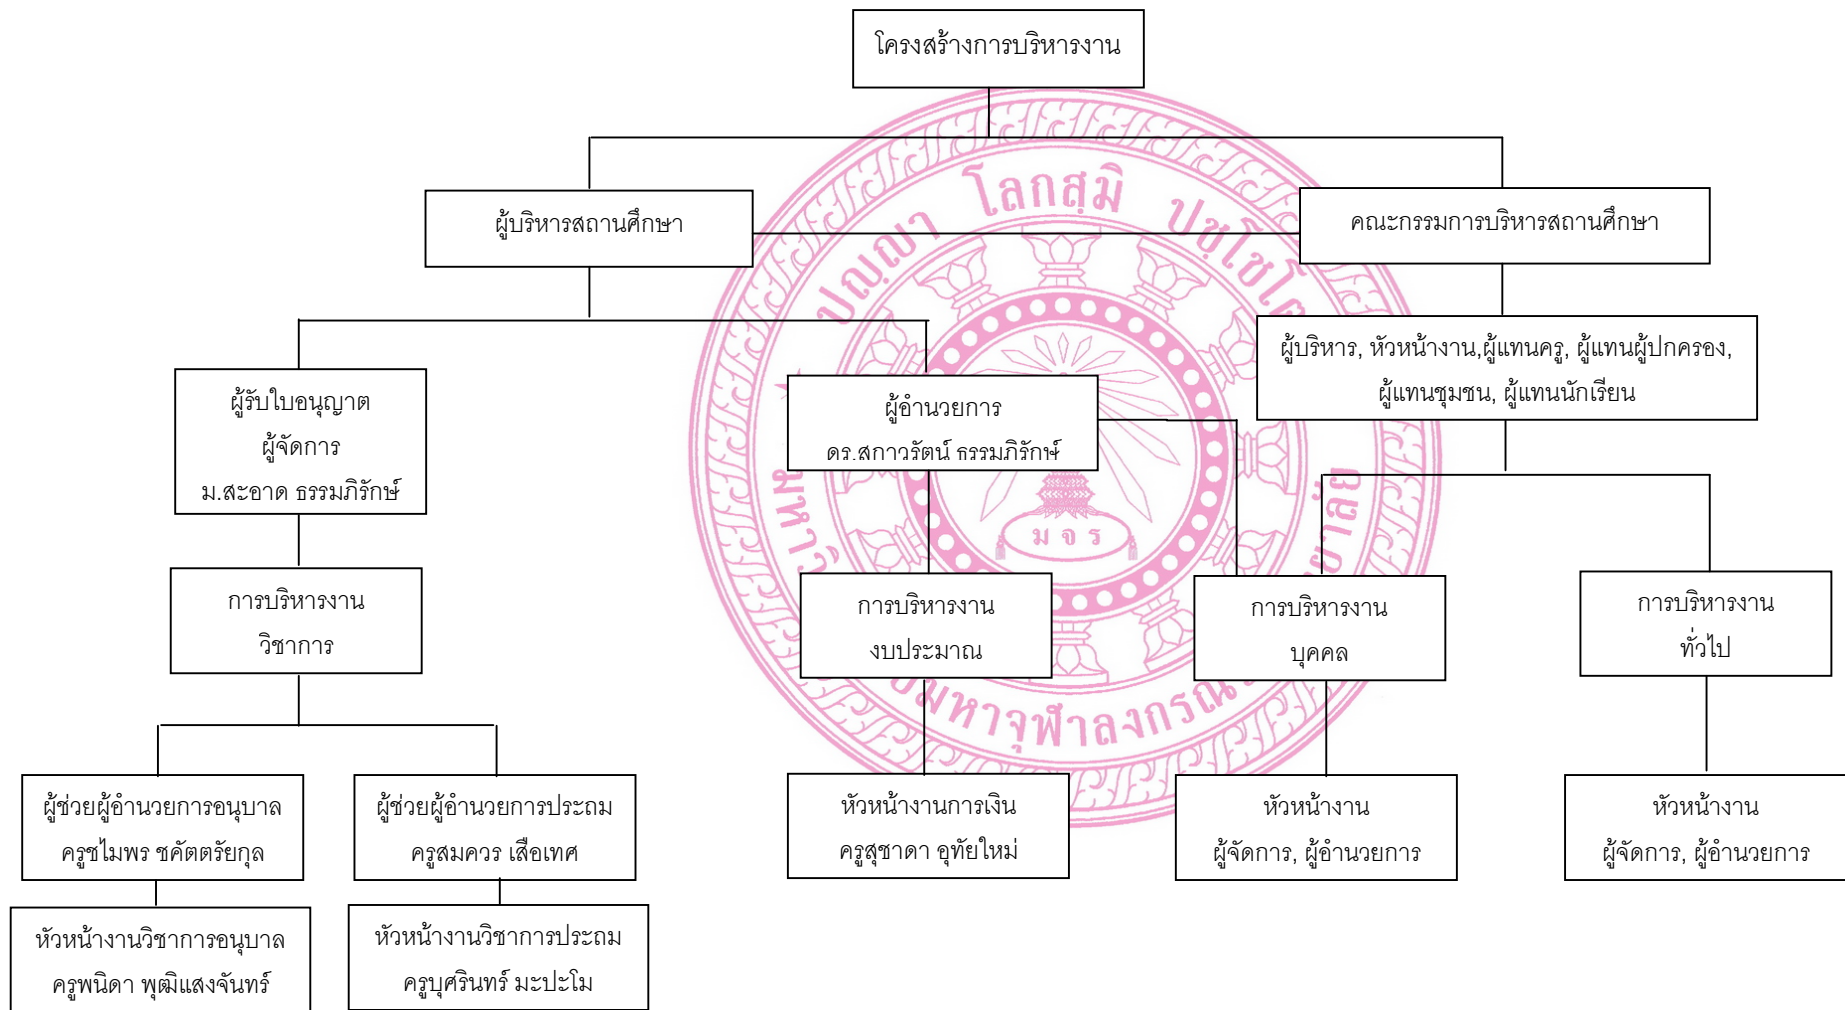 โครงสร้างการบริหารงาน
ผู้บริหารสถานศึกษา
คณะกรรมการบริหารสถานศึกษา
ผู้รับใบอนุญาต
ผู้จัดการ
ม.สะอาด ธรรมภิรักษ์
ผู้อำนวยการ
ดร.สกาวรัตน์ ธรรมภิรักษ์
ผู้บริหาร, หัวหน้างาน,ผู้แทนครู, ผู้แทนผู้ปกครอง,
ผู้แทนชุมชน, ผู้แทนนักเรียน
การบริหารงาน
วิชาการ
การบริหารงาน
งบประมาณ
การบริหารงาน
บุคคล
การบริหารงาน
ทั่วไป
ผู้ช่วยผู้อำนวยการอนุบาล
ครูชไมพร ชคัตตรัยกุล
ผู้ช่วยผู้อำนวยการประถม
ครูสมควร เสือเทศ
หัวหน้างานการเงิน
ครูสุชาดา อุทัยใหม่
หัวหน้างาน
ผู้จัดการ, ผู้อำนวยการ
หัวหน้างาน
ผู้จัดการ, ผู้อำนวยการ
หัวหน้างานวิชาการอนุบาล
ครูพนิดา พุฒิแสงจันทร์
หัวหน้างานวิชาการประถม
ครูบุศรินทร์ มะปะโม
ปญฺญา โลกสฺมิ ปชฺโชโต
ม จ ร